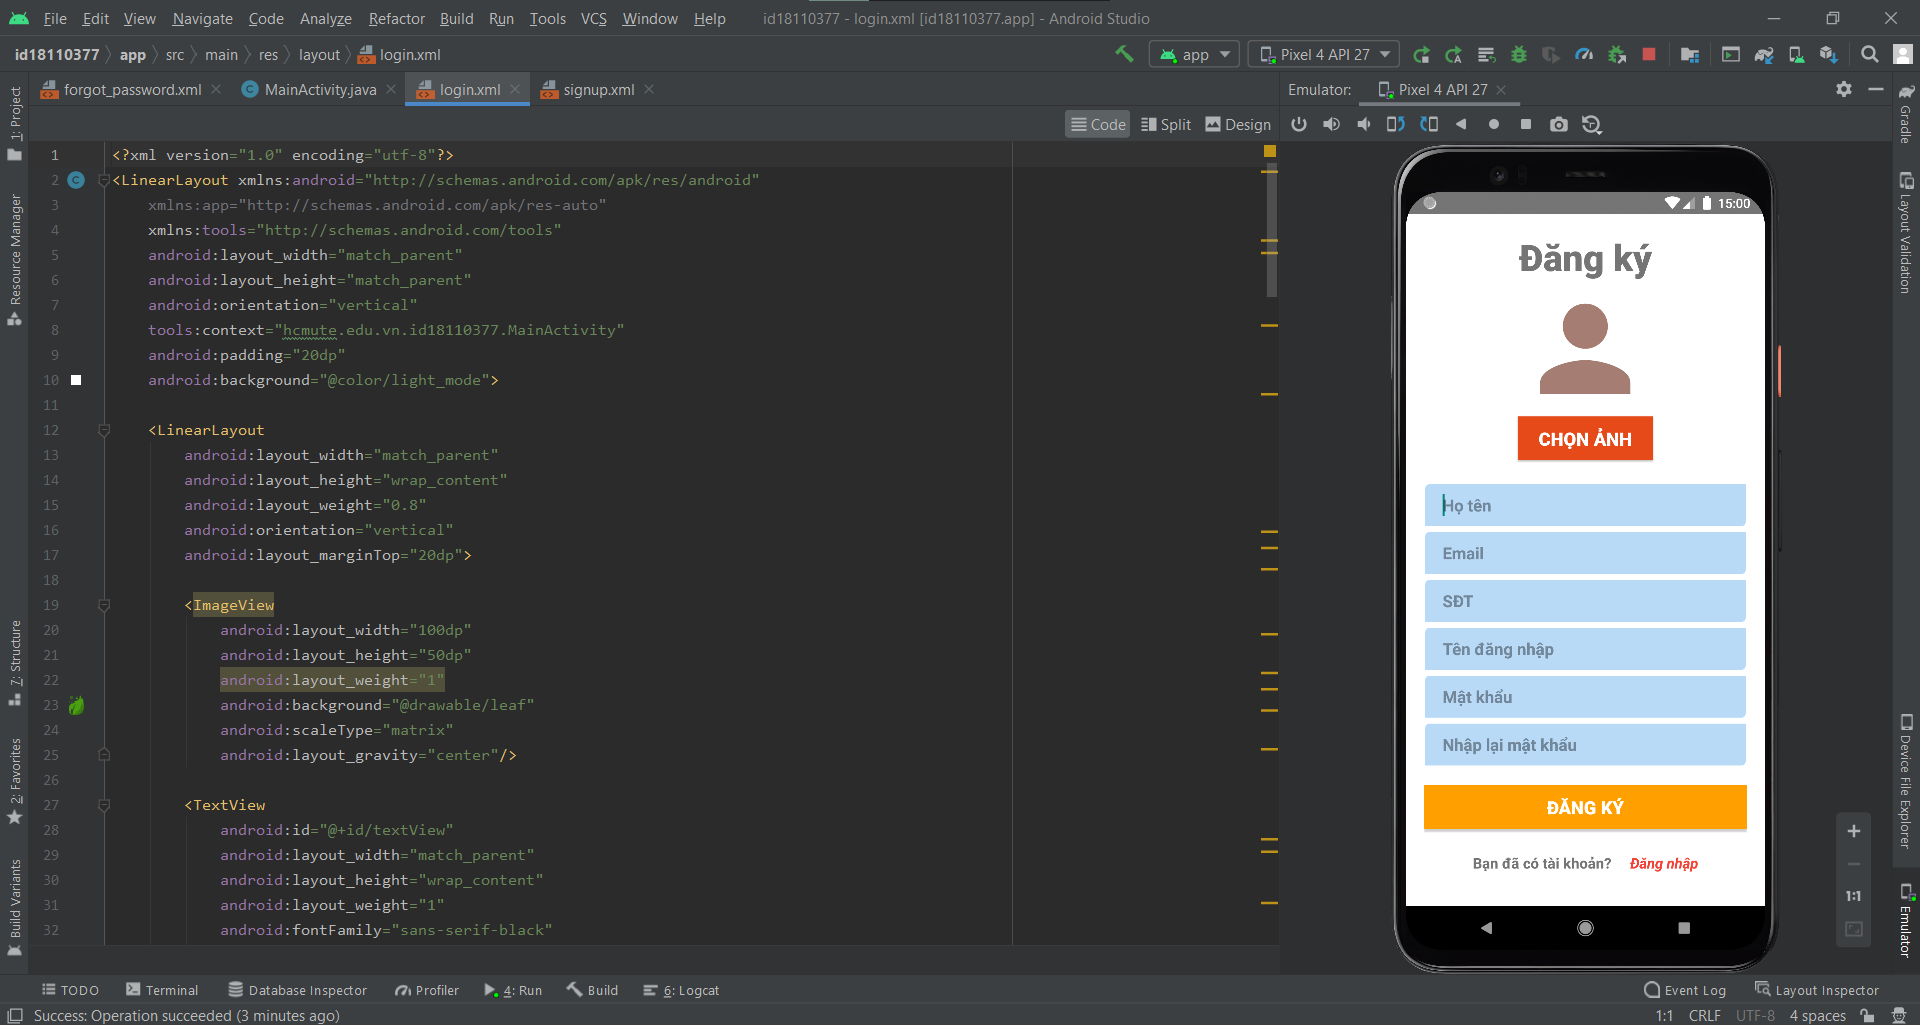 File Edit View Navigate Code Analyze Refactor Build Run Tools VCS Window Help id18110377 - login.xml [id18110377.app] - Android Studio
id18110377 app src main res layout login.xml app Pixel 4 API 27
forgot_password.xml MainActivity.java login.xml signup.xml Emulator: Pixel 4 API 27
Code Split Design
1 <?xml version="1.0" encoding="utf-8"?>
2 <LinearLayout xmlns:android="http://schemas.android.com/apk/res/android"
3 xmlns:app="http://schemas.android.com/apk/res-auto"
4 xmlns:tools="http://schemas.android.com/tools"
5 android:layout_width="match_parent"
6 android:layout_height="match_parent"
7 android:orientation="vertical"
8 tools:context="hcmute.edu.vn.id18110377.MainActivity"
9 android:padding="20dp"
10 android:background="@color/light_mode">
11
12 <LinearLayout
13 android:layout_width="match_parent"
14 android:layout_height="wrap_content"
15 android:layout_weight="0.8"
16 android:orientation="vertical"
17 android:layout_marginTop="20dp">
18
19 <ImageView
20 android:layout_width="100dp"
21 android:layout_height="50dp"
22 android:layout_weight="1"
23 android:background="@drawable/leaf"
24 android:scaleType="matrix"
25 android:layout_gravity="center"/>
26
27 <TextView
28 android:id="@+id/textView"
29 android:layout_width="match_parent"
30 android:layout_height="wrap_content"
31 android:layout_weight="1"
32 android:fontFamily="sans-serif-black"
15:00
Đăng ký
CHỌN ẢNH
Họ tên
Email
SĐT
Tên đăng nhập
Mật khẩu
Nhập lại mật khẩu
ĐĂNG KÝ
Bạn đã có tài khoản? Đăng nhập
1:1
1: Project
Resource Manager
7: Structure
2: Favorites
Build Variants
Gradle
Layout Validation
Device File Explorer
Emulator
TODO Terminal Database Inspector Profiler 4: Run Build 6: Logcat Event Log Layout Inspector
Success: Operation succeeded (3 minutes ago) 1:1 CRLF UTF-8 4 spaces